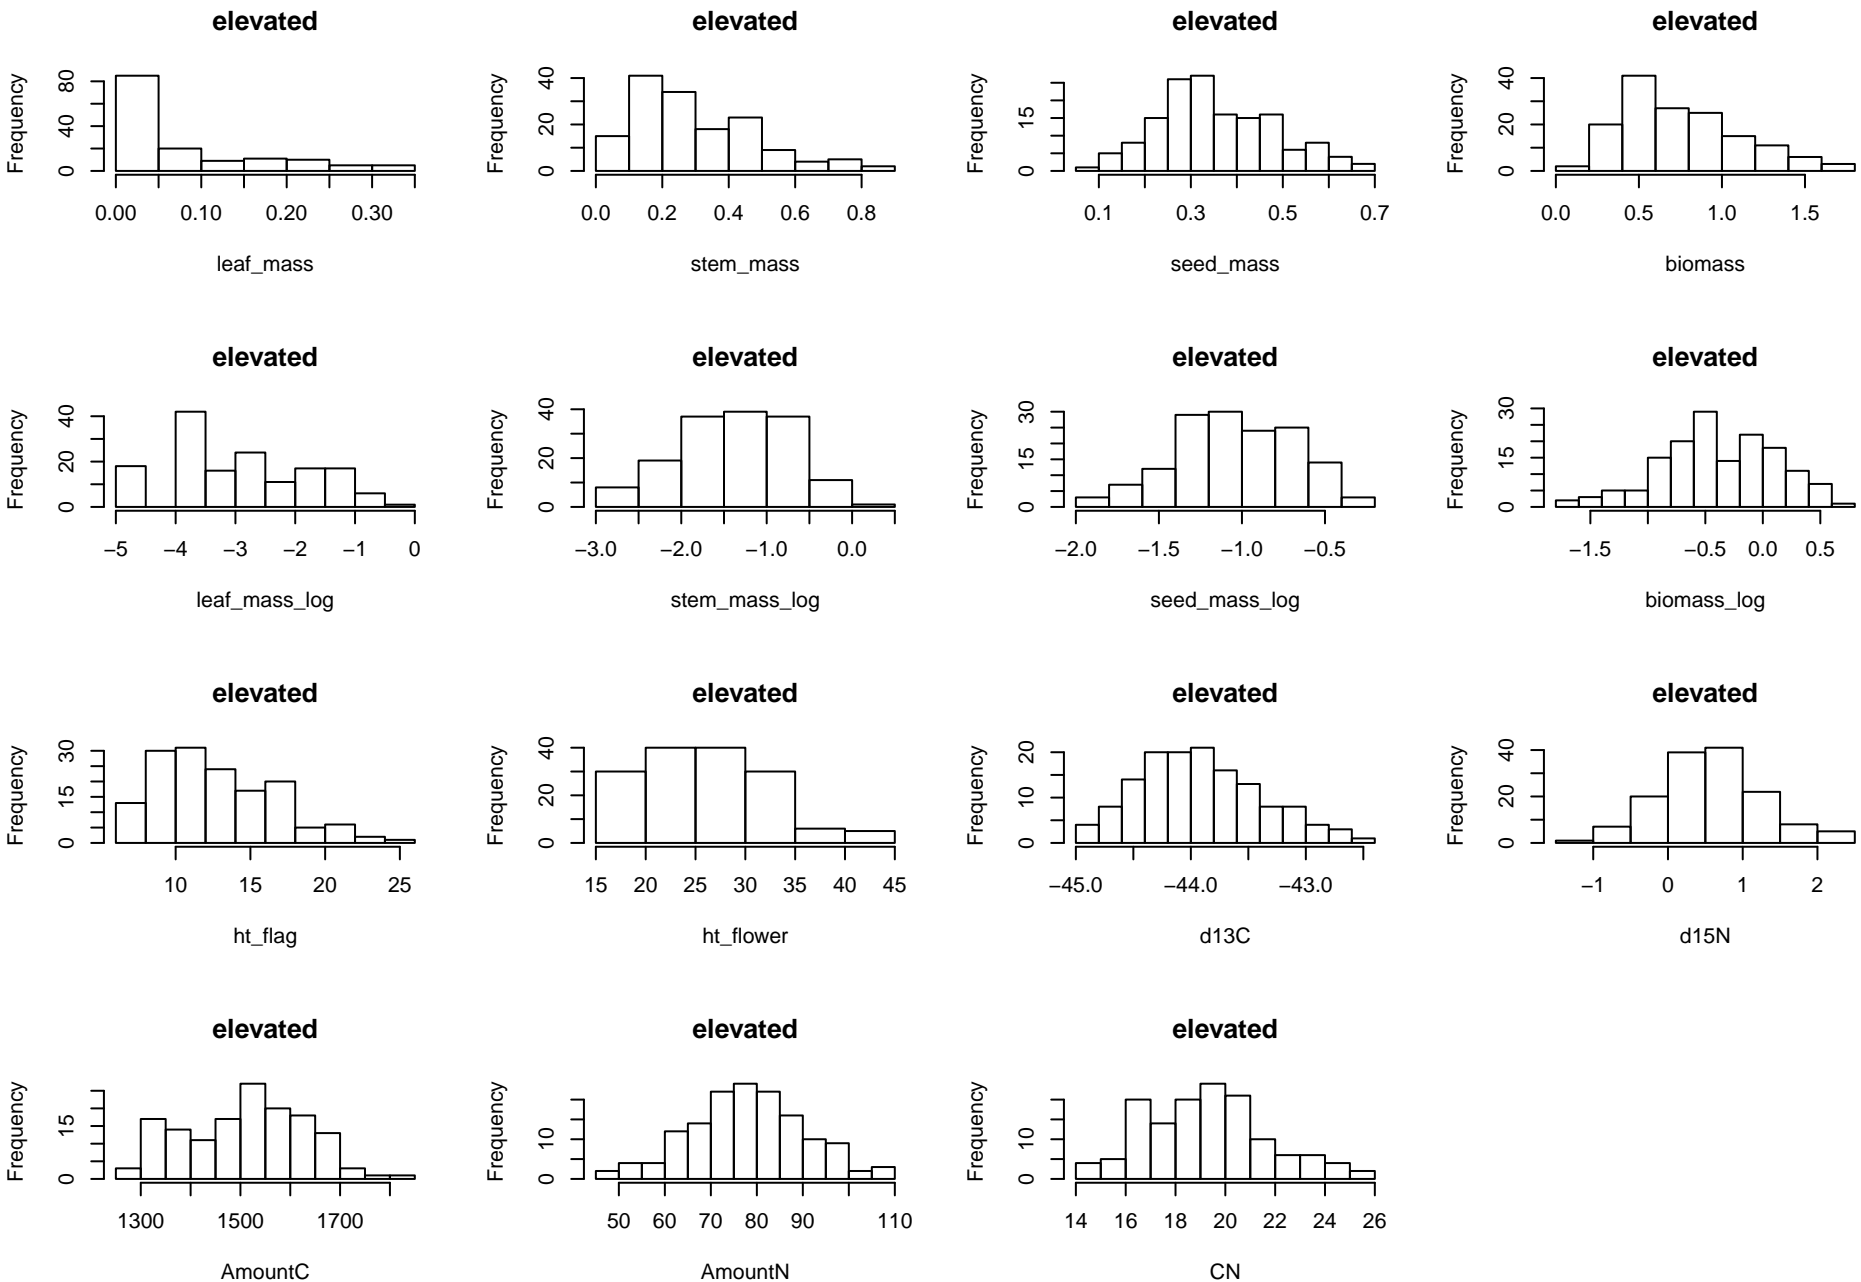 elevated elevated elevated elevated
Frequency 0 40 80 Frequency 0 20 40 Frequency 0 15 Frequency 0 20 40
0.00 0.10 0.20 0.30 0.0 0.2 0.4 0.6 0.8 0.1 0.3 0.5 0.7 0.0 0.5 1.0 1.5
leaf_mass stem_mass seed_mass biomass
elevated elevated elevated elevated
Frequency 0 20 40 Frequency 0 20 40 Frequency 0 15 30 Frequency 0 15 30
−5 −4 −3 −2 −1 0 −3.0 −2.0 −1.0 0.0 −2.0 −1.5 −1.0 −0.5 −1.5 −0.5 0.0 0.5
leaf_mass_log stem_mass_log seed_mass_log biomass_log
elevated elevated elevated elevated
Frequency 0 15 30 Frequency 0 20 40 Frequency 0 10 20 Frequency 0 20 40
10 15 20 25 15 20 25 30 35 40 45 −45.0 −44.0 −43.0 −1 0 1 2
ht_flag ht_flower d13C d15N
elevated elevated elevated
Frequency 0 15 Frequency 0 10 Frequency 0 10
1300 1500 1700 50 60 70 80 90 110 14 16 18 20 22 24 26
AmountC AmountN CN